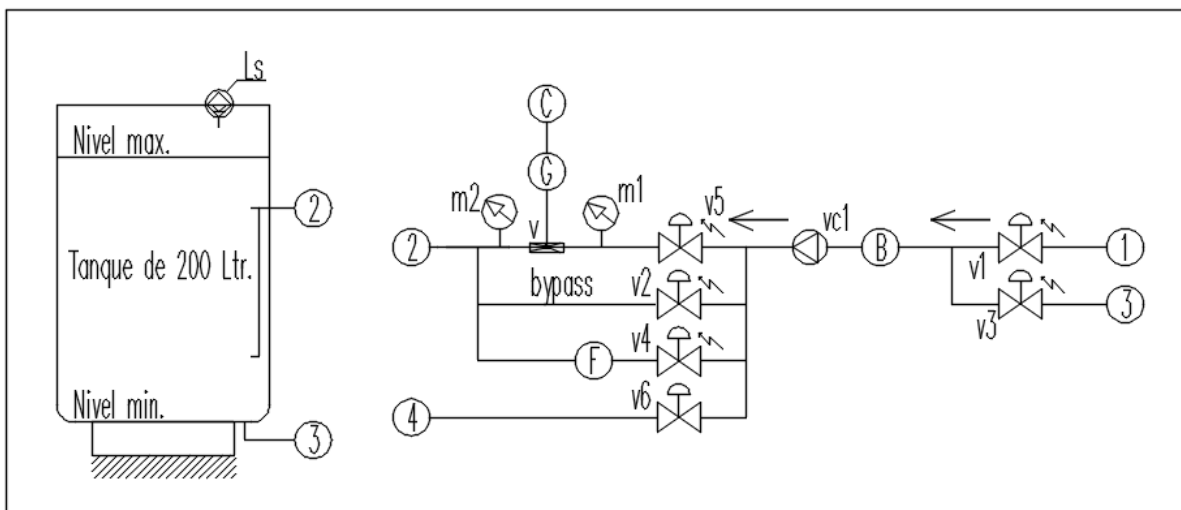 Ls
Nivel max.
2
Tanque de 200 Ltr.
Nivel min.
3
C
G
m2
m1
v
v5
vc1
2
B
v1
1
bypass
v2
v3
3
v4
F
v6
4